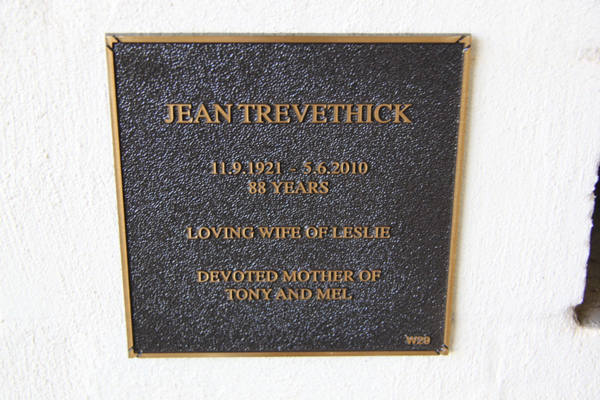 JEAN TREVETHICK
11.9.1921 - 5.6.2010
88 YEARS
LOVING WIFE OF LESLIE
DEVOTED MOTHER OF
TONY AND MEL
W29